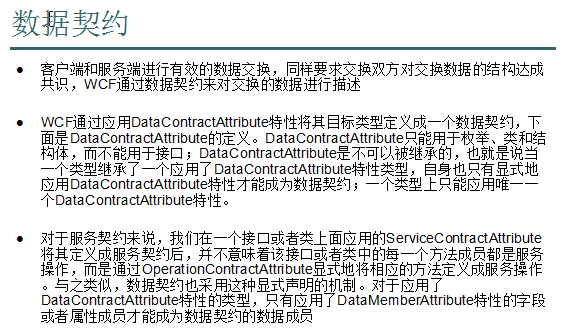 数据契约
● 客户端和服务端进行有效的数据交换，同样要求交换双方对交换数据的结构达成
共识，WCF通过数据契约来对交换的数据进行描述
● WCF通过应用DataContractAttribute特性将其目标类型定义成一个数据契约，下
面是DataContractAttribute的定义。DataContractAttribute只能用于枚举、类和结
构体，而不能用于接口；DataContractAttribute是不可以被继承的，也就是说当
一个类型继承了一个应用了DataContractAttribute特性类型，自身也只有显式地
应用DataContractAttribute特性才能成为数据契约；一个类型上只能应用唯一一
个DataContractAttribute特性。
● 对于服务契约来说，我们在一个接口或者类上面应用的ServiceContractAttribute
将其定义成服务契约后，并不意味着该接口或者类中的每一个方法成员都是服务
操作，而是通过OperationContractAttribute显式地将相应的方法定义成服务操作
。与之类似，数据契约也采用这种显式声明的机制。对于应用了
DataContractAttribute特性的类型，只有应用了DataMemberAttribute特性的字段
或者属性成员才能成为数据契约的数据成员